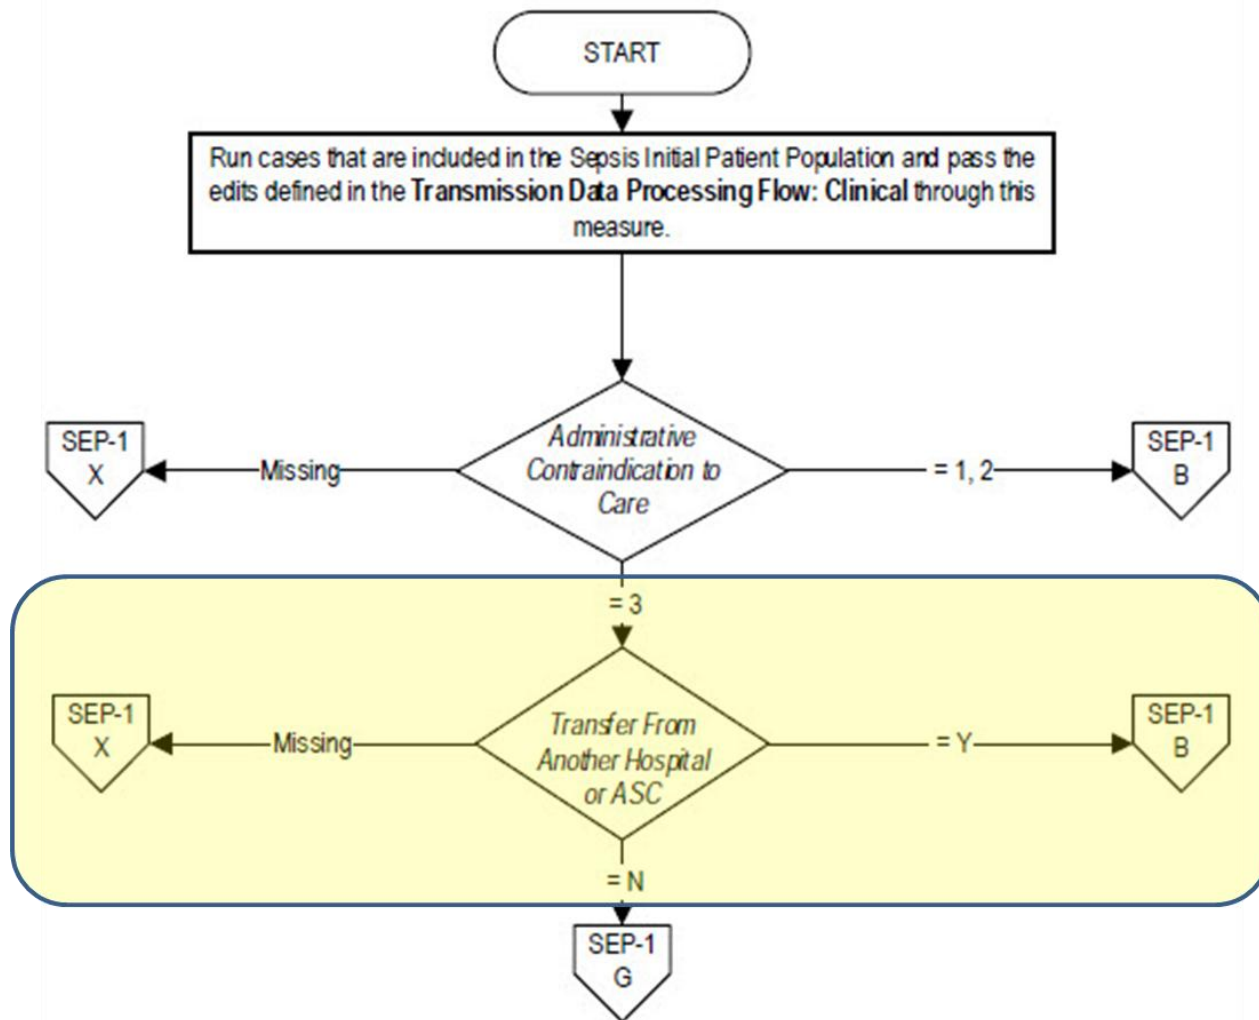 START
Run cases that are included in the Sepsis Initial Patient Population and pass the
edits defined in the Transmission Data Processing Flow: Clinical through this
measure.
Administrative
Contraindication to
Care
SEP-1
X
Missing
= 1, 2
SEP-1
B
= 3
SEP-1
X
Missing
Transfer From
Another Hospital
or ASC
= Y
SEP-1
B
= N
SEP-1
G